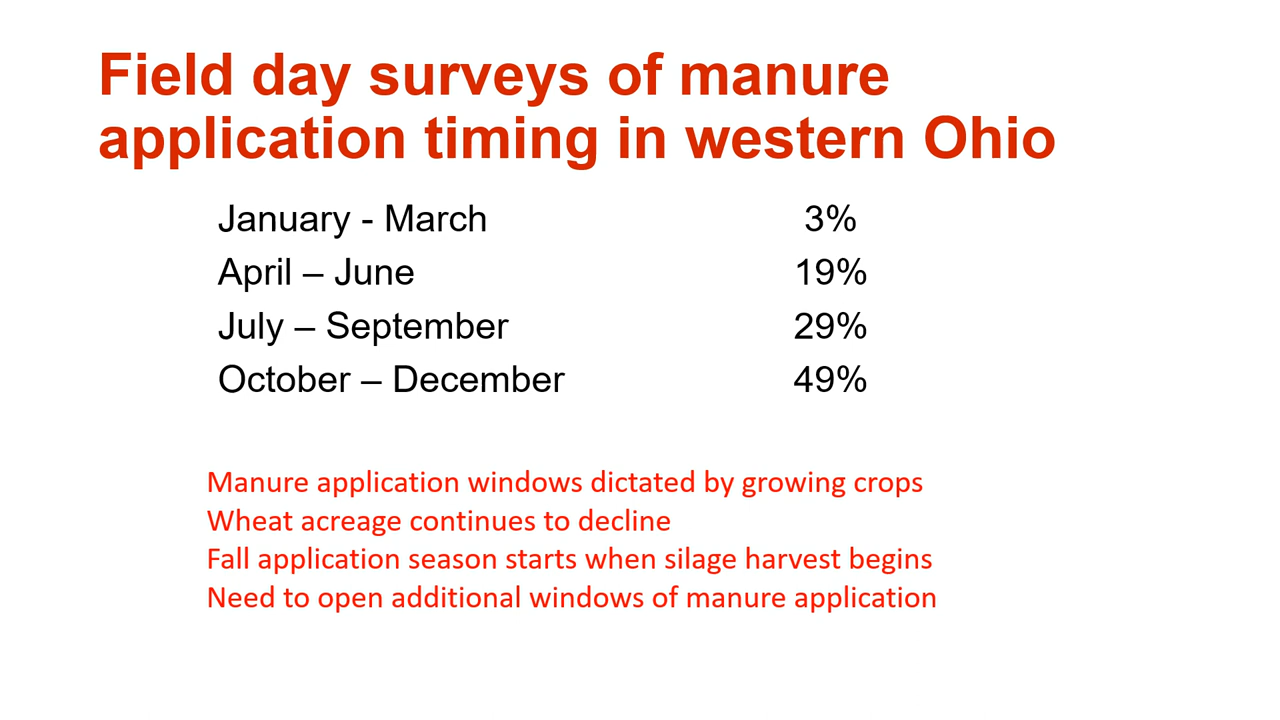 Field day surveys of manure
application timing in western Ohio
January - March 3%
April – June 19%
July – September 29%
October – December 49%
Manure application windows dictated by growing crops
Wheat acreage continues to decline
Fall application season starts when silage harvest begins
Need to open additional windows of manure application